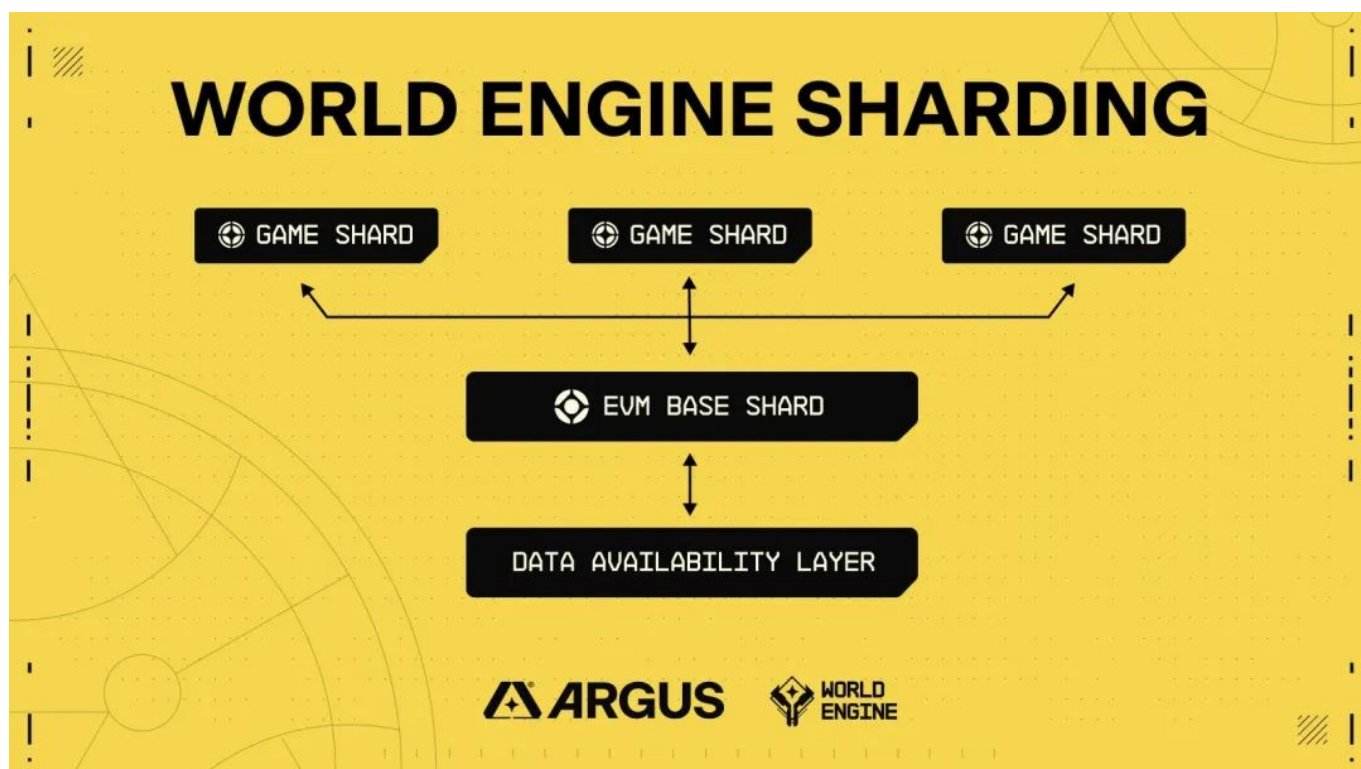 WORLD ENGINE SHARDING
GAME SHARD
GAME SHARD
GAME SHARD
EVM BASE SHARD
DATA AVAILABILITY LAYER
ARGUS®
WORLD
ENGINE